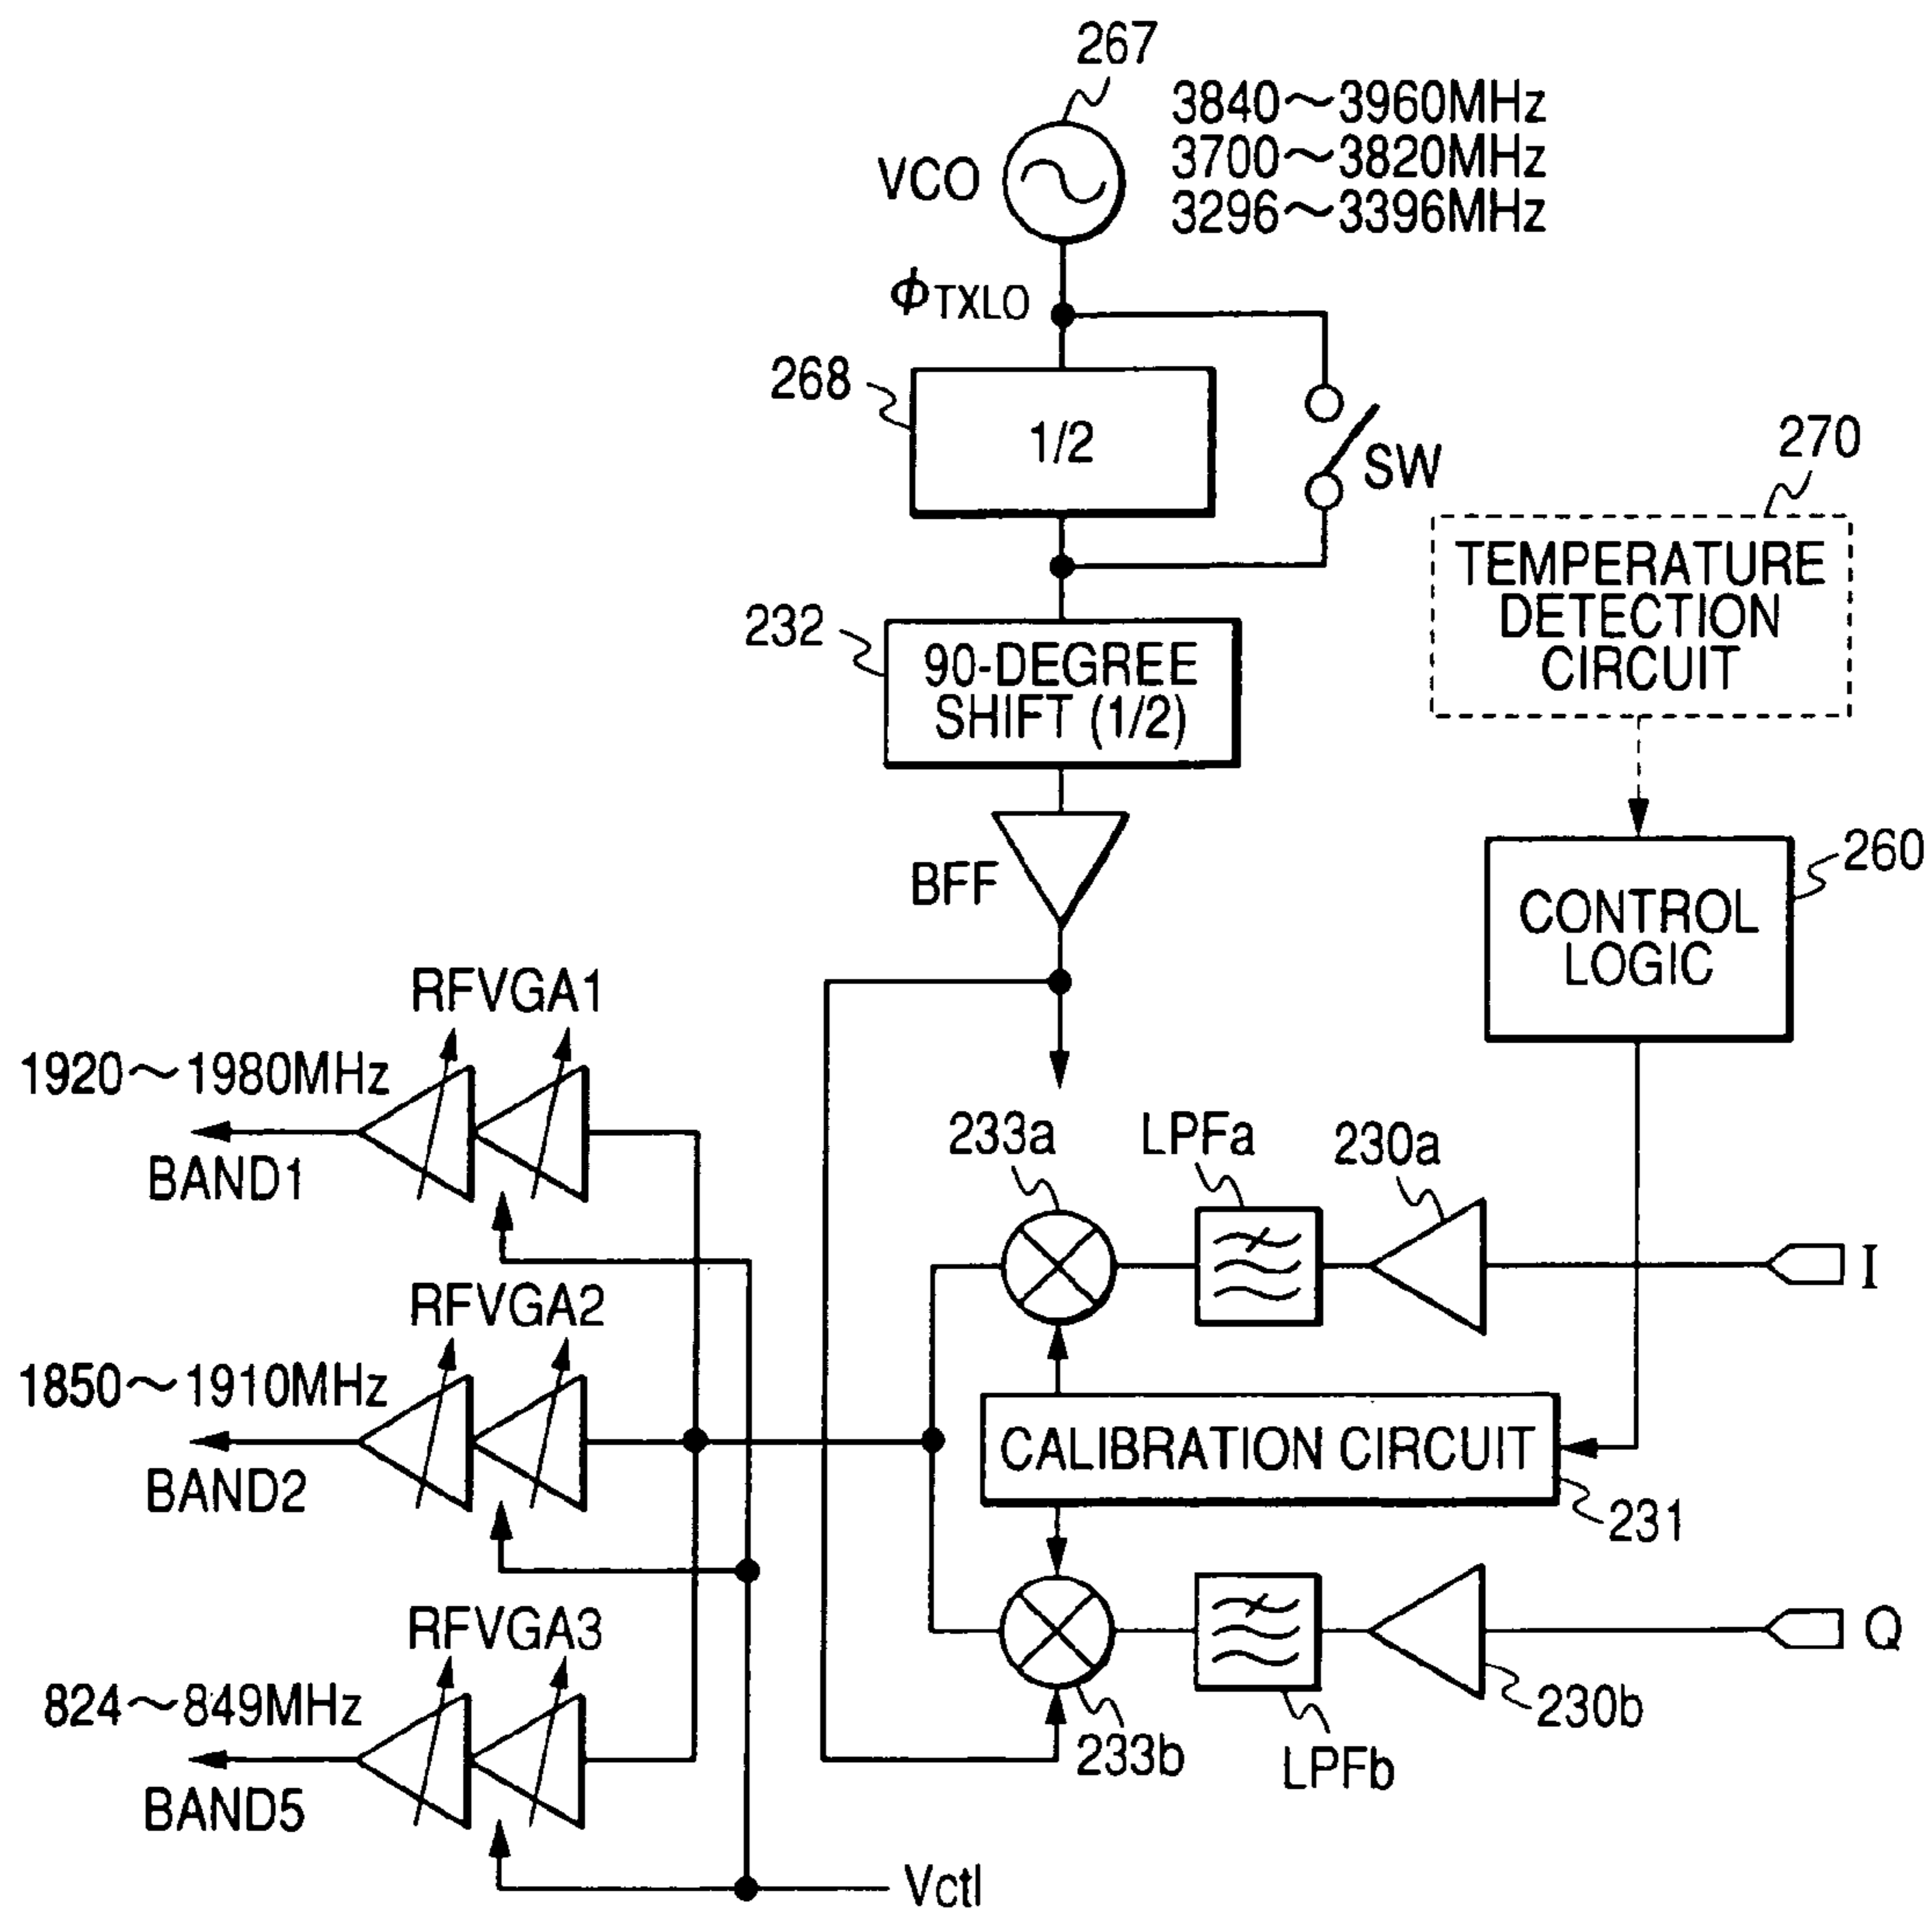 267
3840～3960MHz
VCO
3700～3820MHz
3296～3396MHz
ϕTXLO
268
1/2
SW
270
TEMPERATURE
DETECTION
CIRCUIT
232
90-DEGREE
SHIFT (1/2)
BFF
260
CONTROL
LOGIC
RFVGA1
1920～1980MHz
BAND1
233a
LPFa
230a
I
RFVGA2
1850～1910MHz
BAND2
CALIBRATION CIRCUIT
231
RFVGA3
Q
824～849MHz
230b
233b
LPFb
BAND5
Vctl